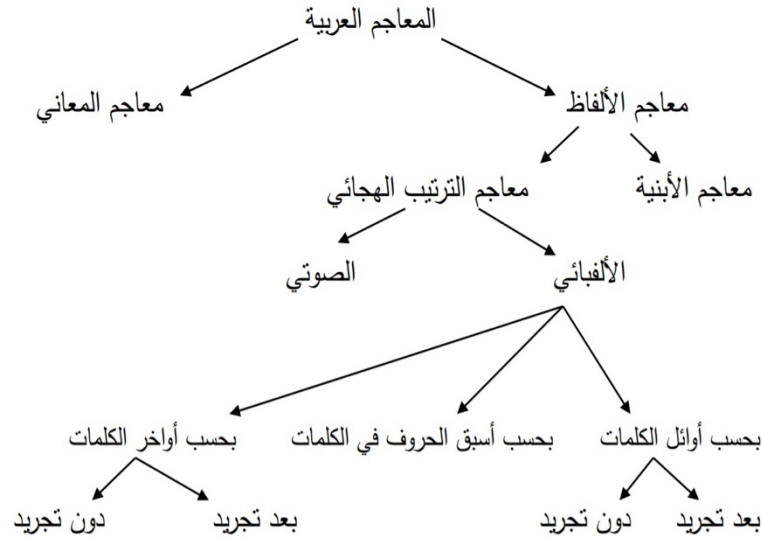 المعاجم العربية
معاجم الألفاظ
معاجم المعاني
معاجم الأبنية
معاجم الترتيب الهجائي
الألفبائي
الصوتي
بحسب أوائل الكلمات
بحسب أسبق الحروف في الكلمات
بحسب أواخر الكلمات
بعد تجريد
دون تجريد
بعد تجريد
دون تجريد